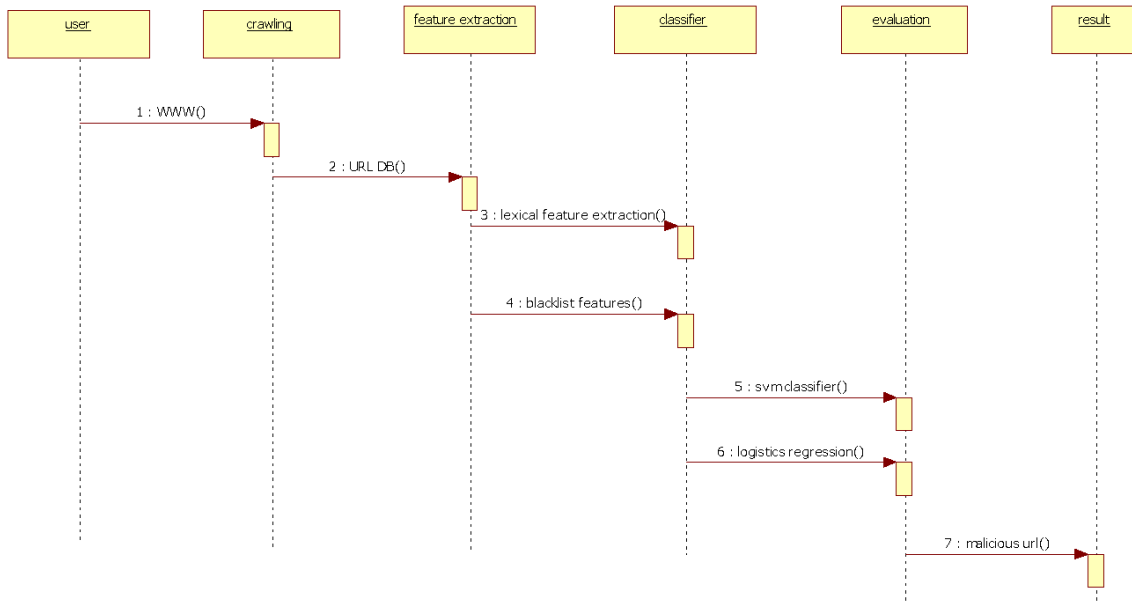 user
crawling
feature extraction
classifier
evaluation
result
1 : WWW()
2 : URL DB()
3 : lexical feature extraction()
4 : blacklist features()
5 : svmclassifier()
6 : logistics regression()
7 : malicious url()